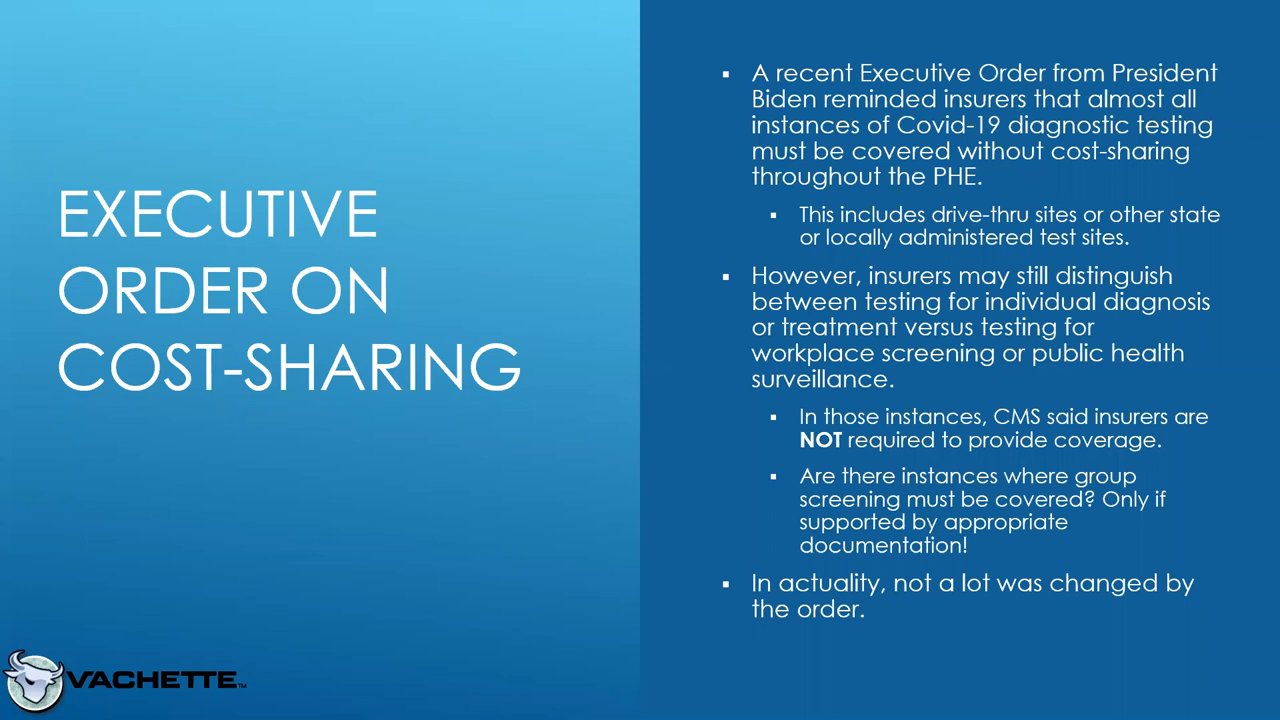 EXECUTIVE
ORDER ON
COST-SHARING
▪ A recent Executive Order from President
Biden reminded insurers that almost all
instances of Covid-19 diagnostic testing
must be covered without cost-sharing
throughout the PHE.
▪ This includes drive-thru sites or other state
or locally administered test sites.
▪ However, insurers may still distinguish
between testing for individual diagnosis
or treatment versus testing for
workplace screening or public health
surveillance.
▪ In those instances, CMS said insurers are
NOT required to provide coverage.
▪ Are there instances where group
screening must be covered? Only if
supported by appropriate
documentation!
▪ In actuality, not a lot was changed by
the order.
VACHETTE™